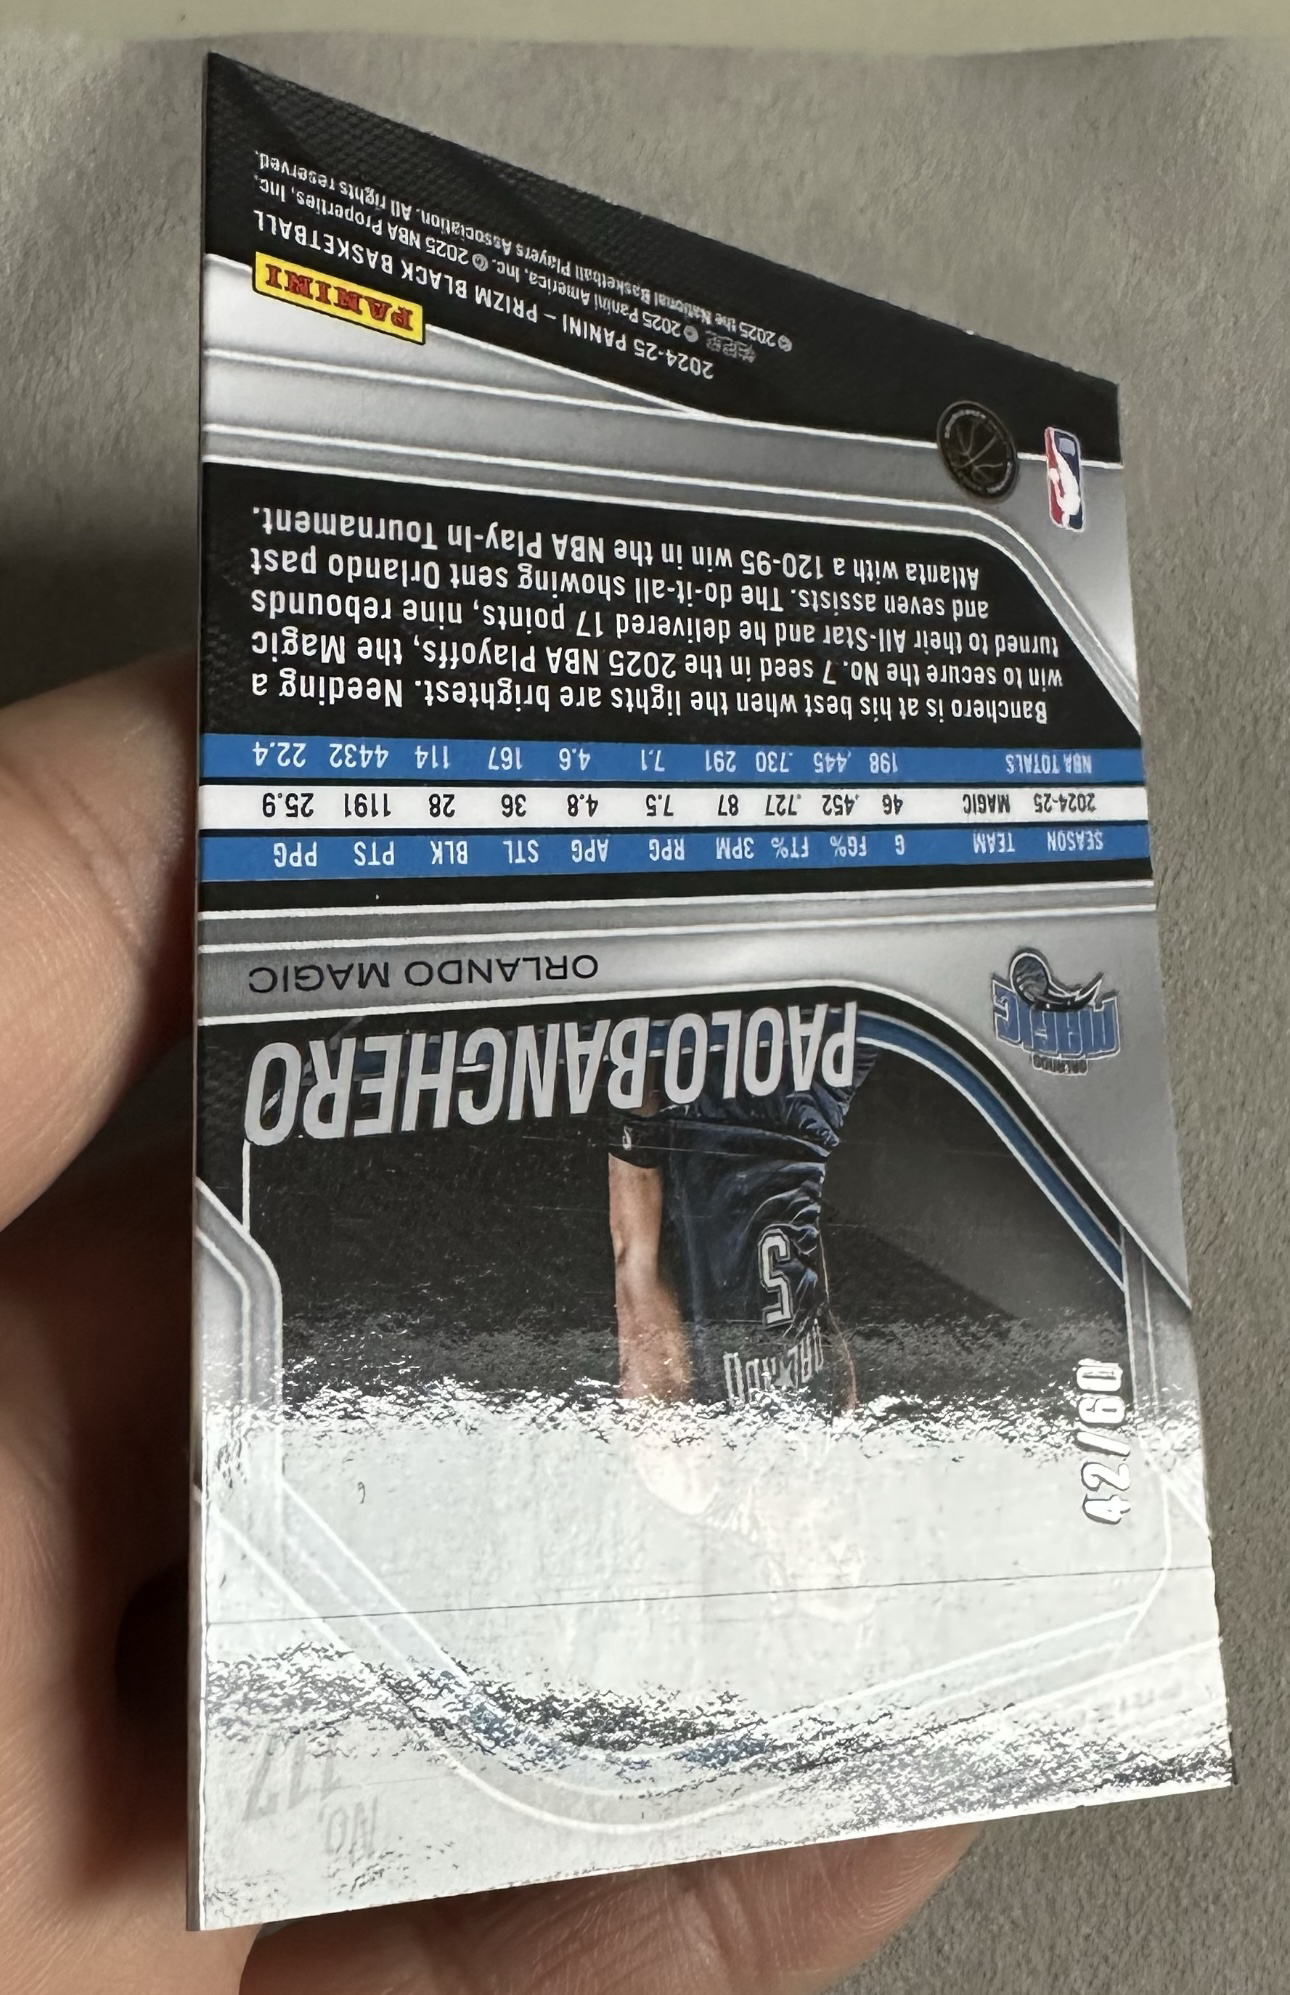 No 117
42/60
ORLANDO
5
PAOLO BANCHERO
ORLANDO MAGIC
ORLANDO
MAGIC
SEASON TEAM G FG% FT% 3PM RPG APG STL BLK PTS PPG
2024-25 MAGIC 46 .452 .727 87 7.5 4.8 36 28 1191 25.9
NBA TOTALS 198 .445 .730 291 7.1 4.6 167 114 4432 22.4
Banchero is at his best when the lights are brightest. Needing a
win to secure the No. 7 seed in the 2025 NBA Playoffs, the Magic
turned to their All-Star and he delivered 17 points, nine rebounds
and seven assists. The do-it-all showing sent Orlando past
Atlanta with a 120-95 win in the NBA Play-In Tournament.
PANINI
2024-25 PANINI – PRIZM BLACK BASKETBALL
© 2025 Panini America, Inc. © 2025 NBA Properties, Inc.
© 2025 the National Basketball Players Association. All rights reserved.